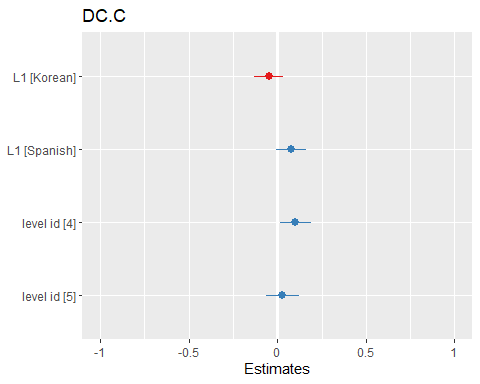 DC.C
L1 [Korean]
L1 [Spanish]
level id [4]
level id [5]
-1 -0.5 0 0.5 1
Estimates